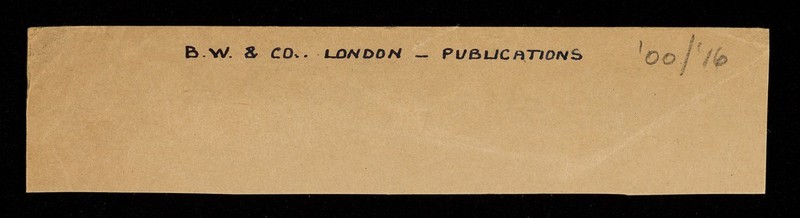 B.W. & CO.. LONDON – PUBLICATIONS '00/'16